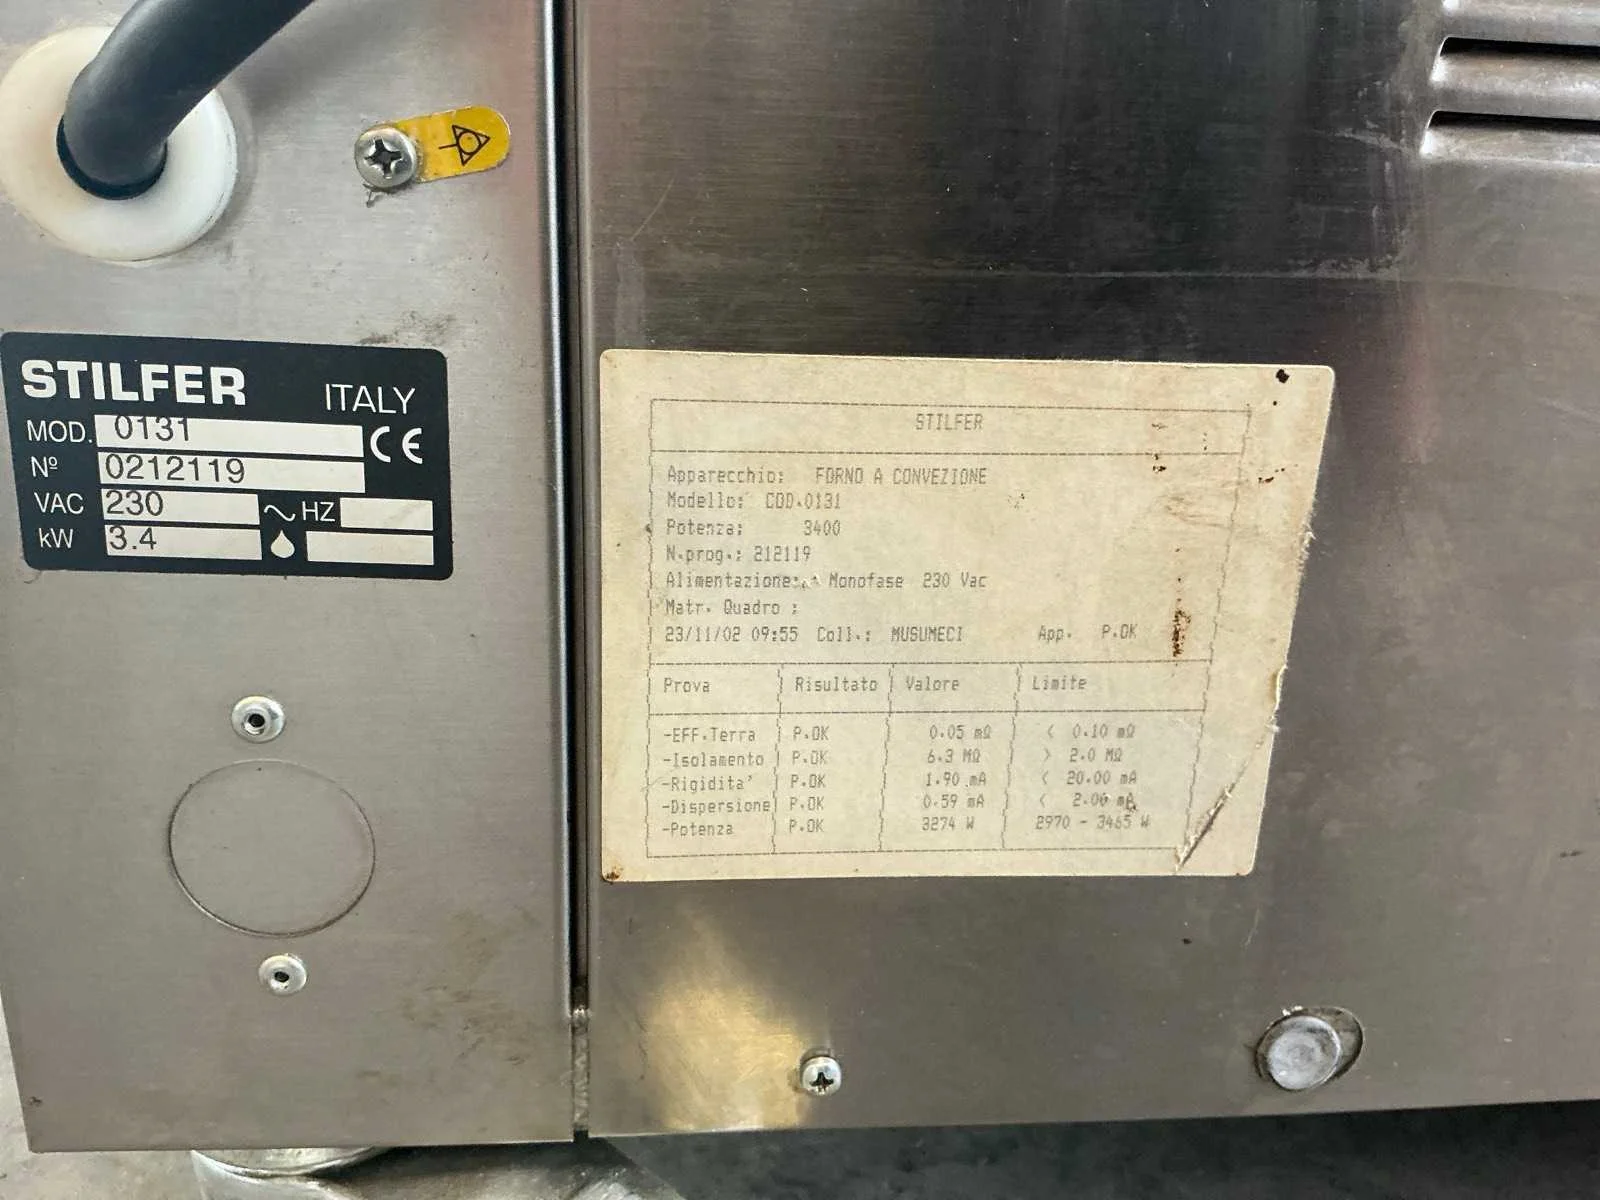 STILFER
ITALY
MOD. 0131 CE
Nº 0212119
VAC 230 ~ HZ
kW 3.4
STILFER
Apparecchio: FORNO A CONVEZIONE
Modello: COD.0131
Potenza: 3400
N.prog.: 212119
Alimentazione: Monofase 230 Vac
Matr. Quadro :
23/11/02 09:55 Coll.: MUSUMECI App. P.OK
Prova Risultato Valore Limite
-EFF.Terra P.OK 0.05 mΩ < 0.10 mΩ
-Isolamento P.OK 6.3 MΩ > 2.0 MΩ
-Rigidita' P.OK 1.90 mA < 20.00 mA
-Dispersione P.OK 0.59 mA < 2.00 mA
-Potenza P.OK 3274 W 2970 - 3465 W